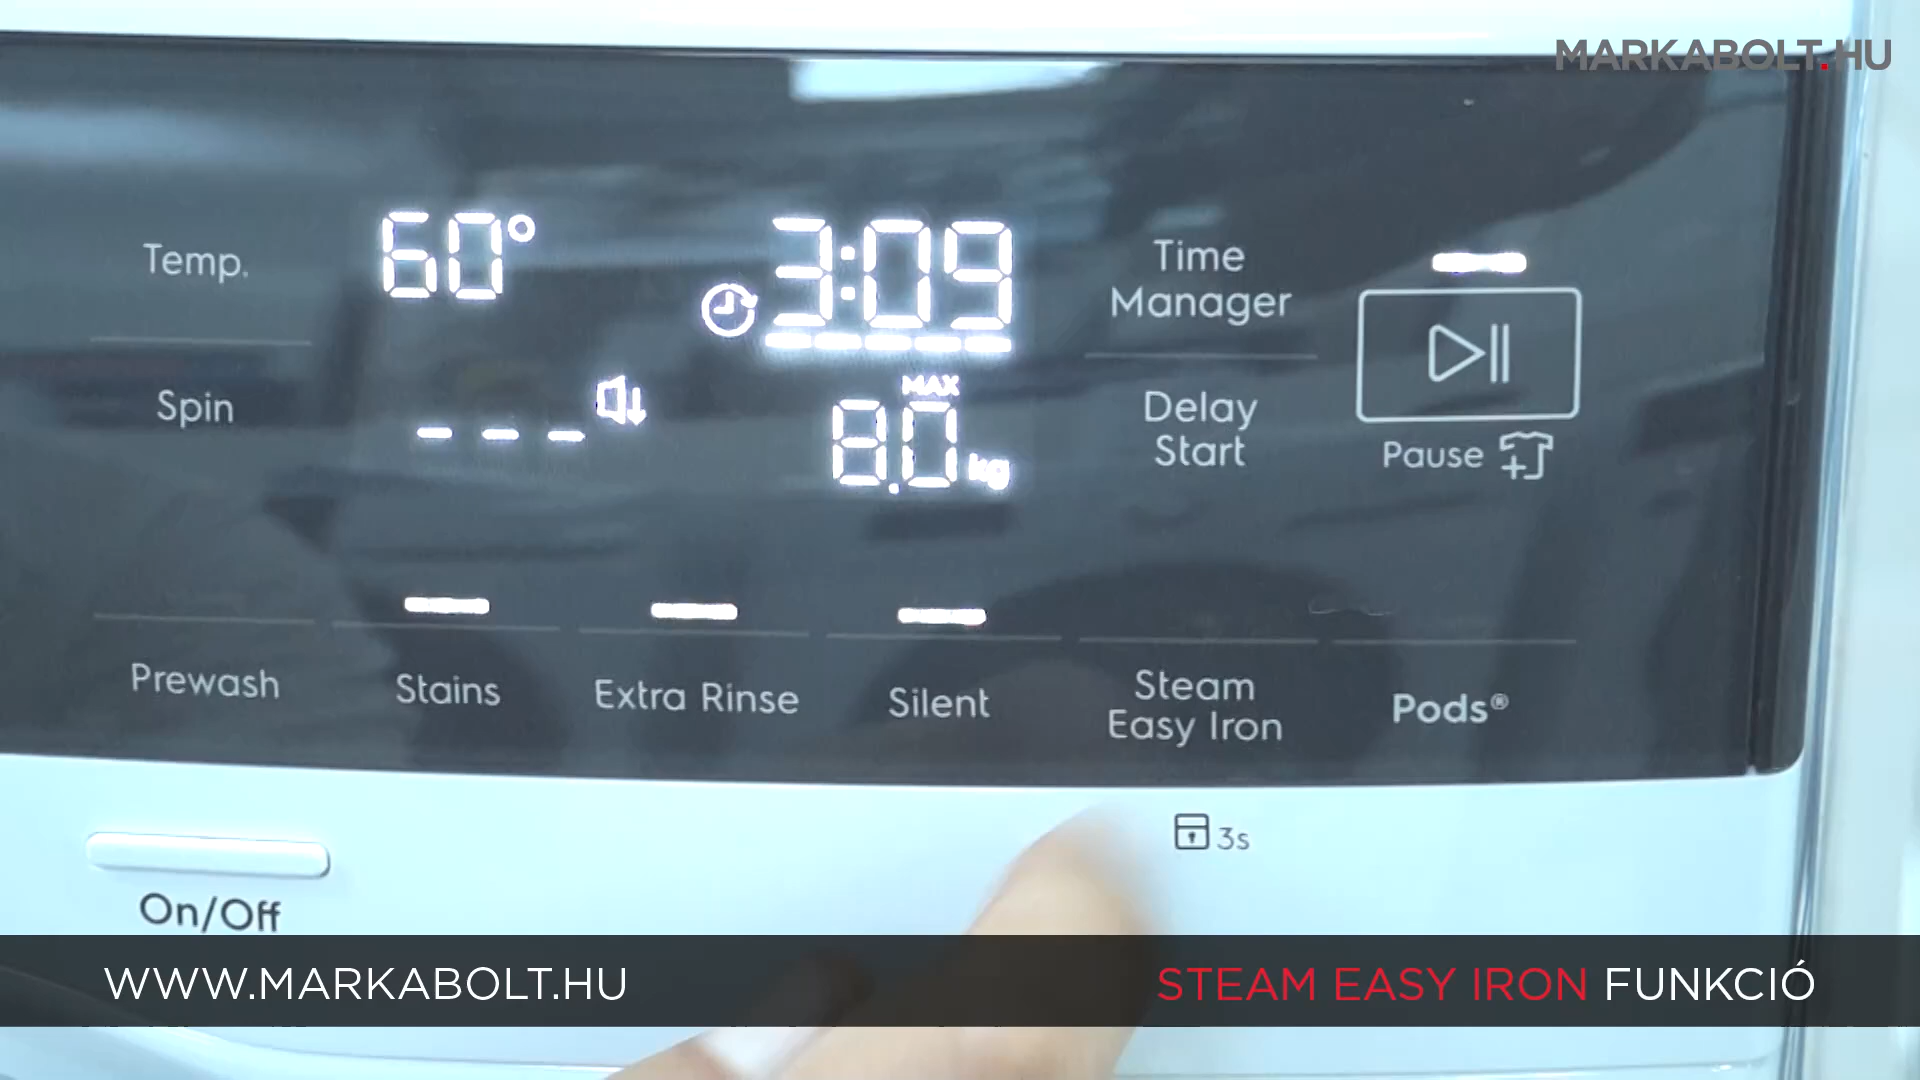 MARKABOLT.HU
Temp.
60°
3:09
Time
Manager
Spin
- - -
MAX
8.0 kg
Delay
Start
Pause
Prewash
Stains
Extra Rinse
Silent
Steam
Easy Iron
Pods®
3s
On/Off
WWW.MARKABOLT.HU
STEAM EASY IRON FUNKCIÓ